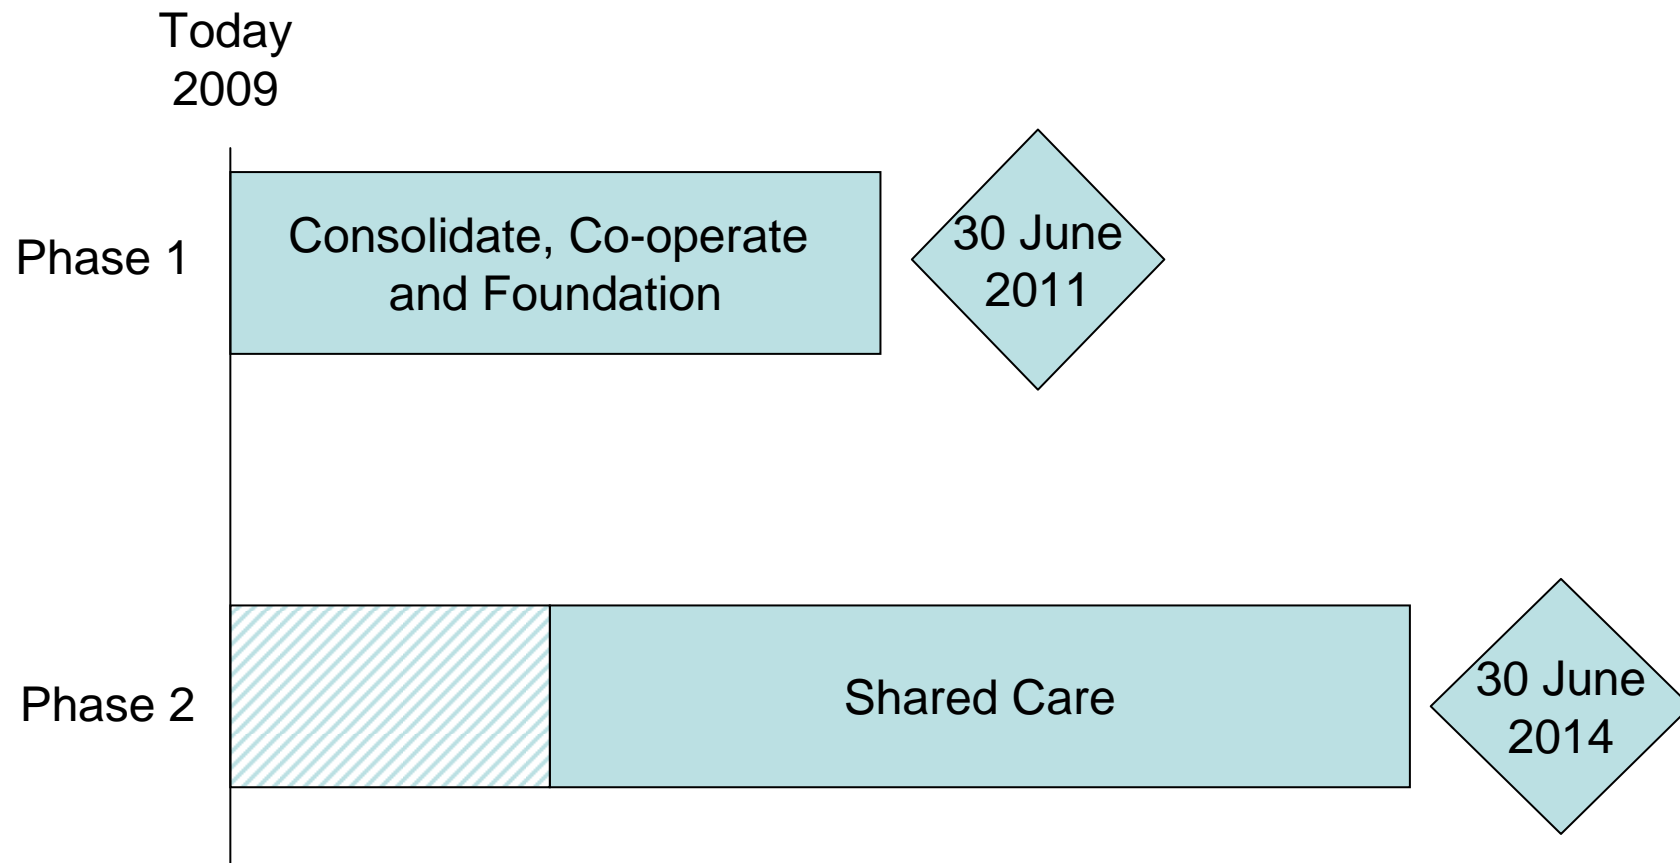 Today
2009
Phase 1
Consolidate, Co-operate
and Foundation
30 June
2011
Phase 2
Shared Care
30 June
2014